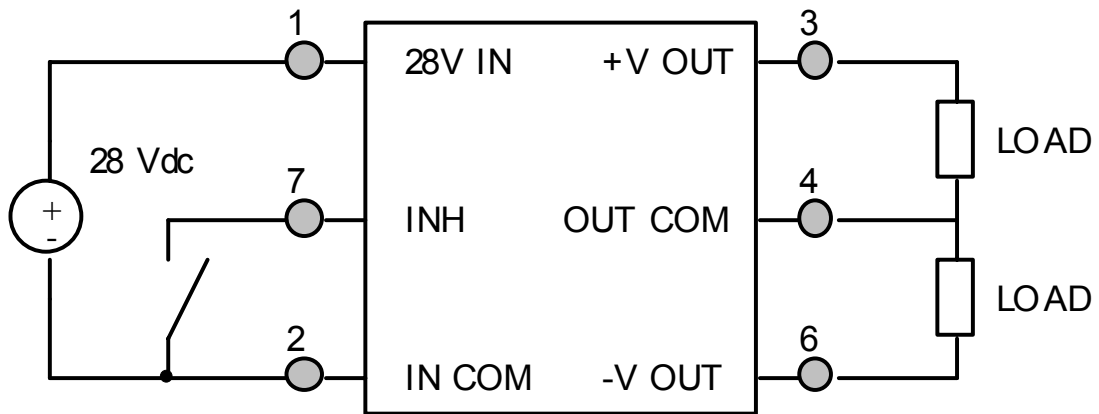 1
3
28V IN
+V OUT
LOAD
28 Vdc
7
4
+
-
INH
OUT COM
LOAD
2
6
IN COM
-V OUT